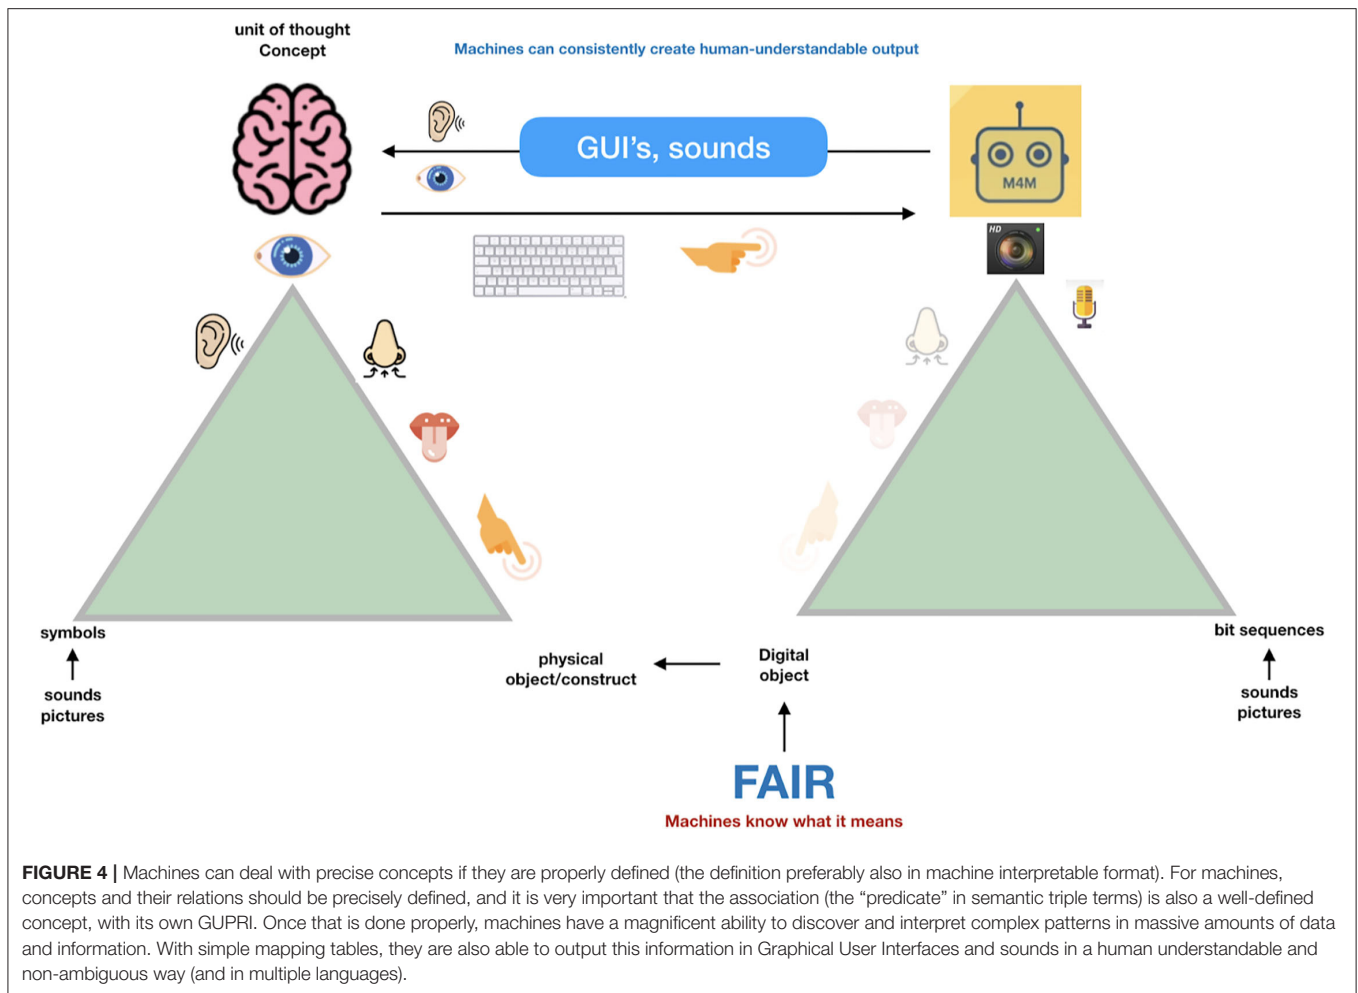 unit of thought
Concept
Machines can consistently create human-understandable output
GUI's, sounds
M4M
HD
symbols
sounds
pictures
physical
object/construct
Digital
object
bit sequences
sounds
pictures
FAIR
Machines know what it means
FIGURE 4 | Machines can deal with precise concepts if they are properly defined (the definition preferably also in machine interpretable format). For machines,
concepts and their relations should be precisely defined, and it is very important that the association (the “predicate” in semantic triple terms) is also a well-defined
concept, with its own GUPRI. Once that is done properly, machines have a magnificent ability to discover and interpret complex patterns in massive amounts of data
and information. With simple mapping tables, they are also able to output this information in Graphical User Interfaces and sounds in a human understandable and
non-ambiguous way (and in multiple languages).